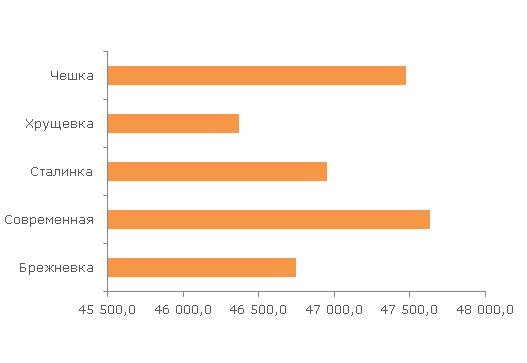 Чешка
Хрущевка
Сталинка
Современная
Брежневка
45 500,0 46 000,0 46 500,0 47 000,0 47 500,0 48 000,0